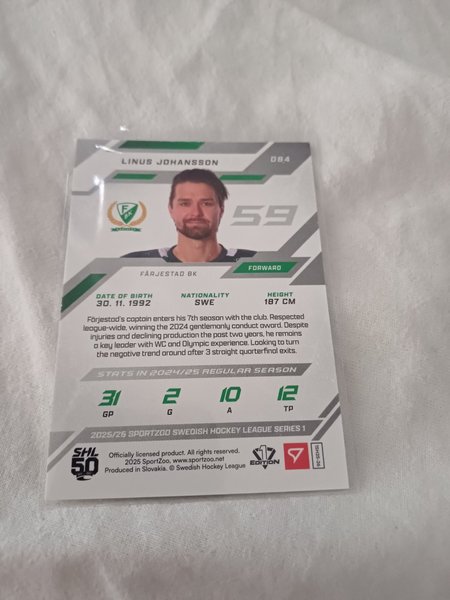 LINUS JOHANSSON 084
59
FÄRJESTAD BK FORWARD
DATE OF BIRTH NATIONALITY HEIGHT
30. 11. 1992 SWE 187 CM
Färjestad's captain enters his 7th season with the club. Respected
league-wide, winning the 2024 gentlemanly conduct award. Despite
injuries and declining production the past two years, he remains
a key leader with WC and Olympic experience. Looking to turn
the negative trend around after 3 straight quarterfinal exits.
STATS IN 2024/25 REGULAR SEASON
31 2 10 12
GP G A TP
2025/26 SPORTZOO SWEDISH HOCKEY LEAGUE SERIES 1
SHL
50
Officially licensed product. All rights reserved.
2025 SportZoo, www.sportzoo.net
Produced in Slovakia. © Swedish Hockey League
EDITION